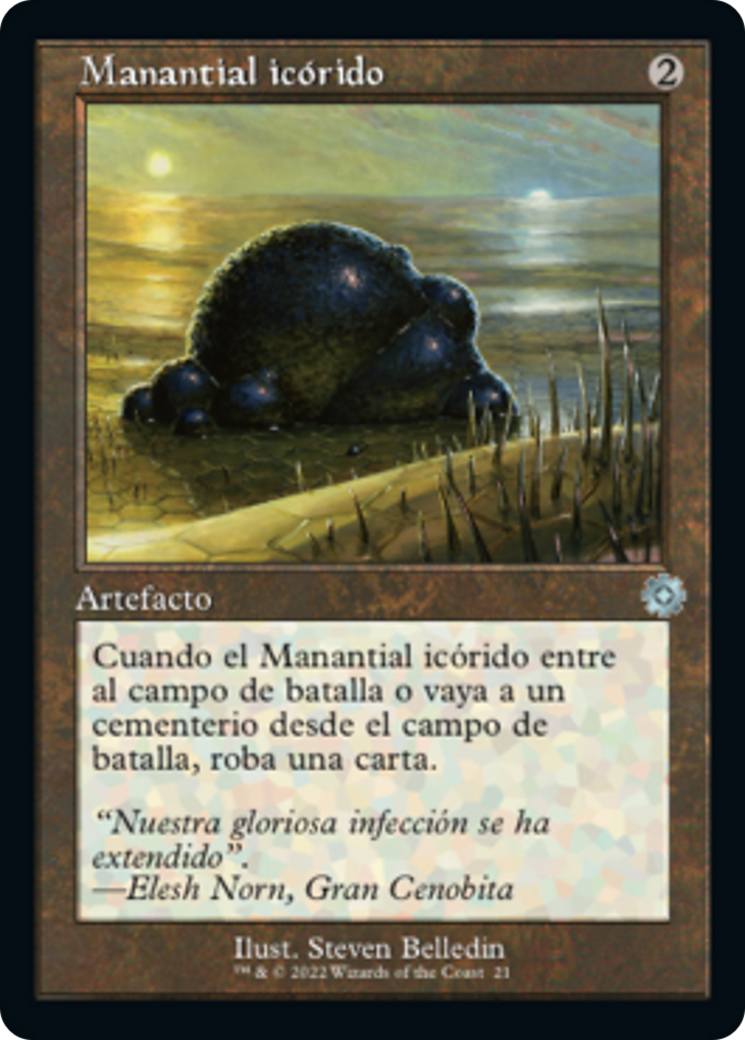 Manantial icórido 2
Artefacto
Cuando el Manantial icórido entre
al campo de batalla o vaya a un
cementerio desde el campo de
batalla, roba una carta.
“Nuestra gloriosa infección se ha
extendido”.
—Elesh Norn, Gran Cenobita
Ilust. Steven Belledin
™ & © 2022 Wizards of the Coast 21